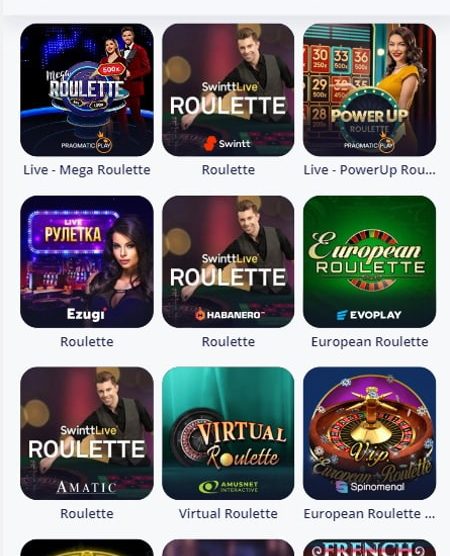 Mega
500x
ROULETTE
PRAGMATIC PLAY
SwinttLive
ROULETTE
Swintt
30
33
36
350x
500x
29
32
35
28
POWER UP
ROULETTE
PRAGMATIC PLAY
Live - Mega Roulette
Roulette
Live - PowerUp Rou...
LIVE
РУЛЕТКА
Ezugi
SwinttLive
ROULETTE
HABANERO
European
ROULETTE
EVOPLAY
Roulette
Roulette
European Roulette
SwinttLive
ROULETTE
AMATIC
VIRTUAL
Roulette
AMUSNET
INTERACTIVE
V.i.p.
European Roulette
Spinomenal
Roulette
Virtual Roulette
European Roulette ...
FRENCH